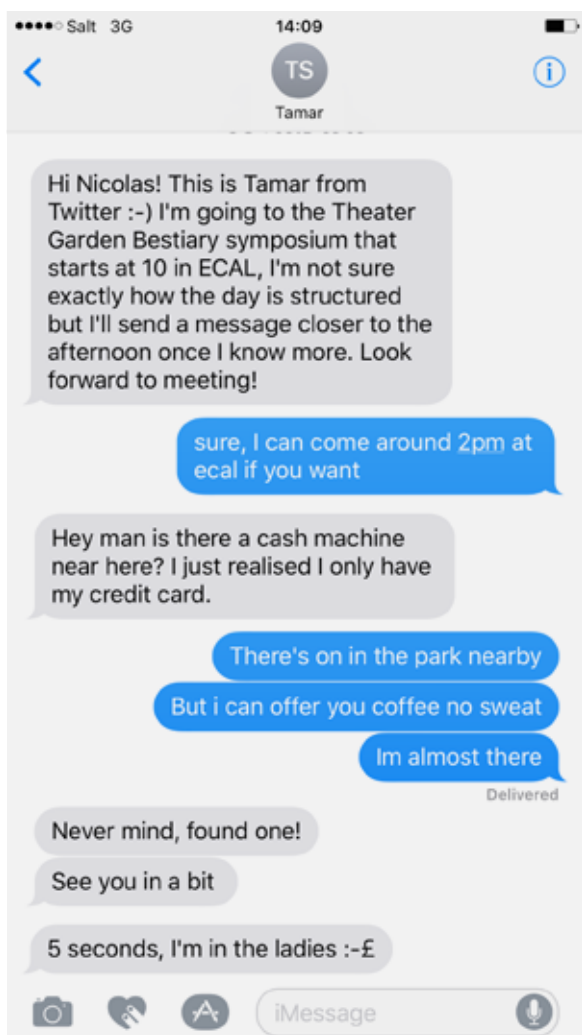 Salt 3G 14:09
TS
Tamar
Hi Nicolas! This is Tamar from
Twitter :-) I'm going to the Theater
Garden Bestiary symposium that
starts at 10 in ECAL, I'm not sure
exactly how the day is structured
but I'll send a message closer to the
afternoon once I know more. Look
forward to meeting!
sure, I can come around 2pm at
ecal if you want
Hey man is there a cash machine
near here? I just realised I only have
my credit card.
There's on in the park nearby
But i can offer you coffee no sweat
Im almost there
Delivered
Never mind, found one!
See you in a bit
5 seconds, I'm in the ladies :-£
iMessage